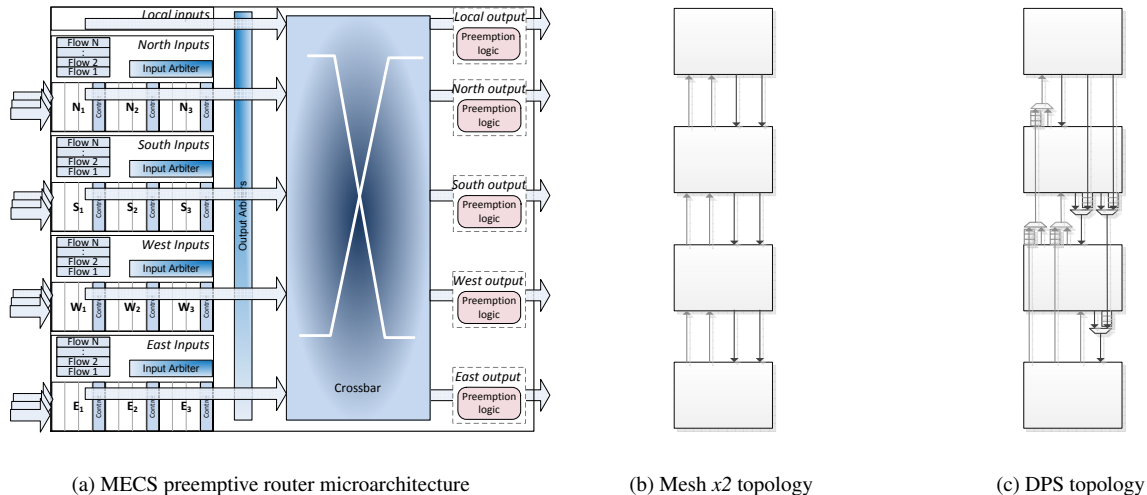 Local inputs
Local output
Preemption
logic
Flow N
:
Flow 2
Flow 1
North Inputs
Input Arbiter
N1 N2 N3
North output
Preemption
logic
Flow N
:
Flow 2
Flow 1
South Inputs
Input Arbiter
S1 S2 S3
South output
Preemption
logic
Output Arbiters
Flow N
:
Flow 2
Flow 1
West Inputs
Input Arbiter
W1 W2 W3
West output
Preemption
logic
Flow N
:
Flow 2
Flow 1
East Inputs
Input Arbiter
E1 E2 E3
East output
Preemption
logic
Crossbar
(a) MECS preemptive router microarchitecture
(b) Mesh x2 topology
(c) DPS topology